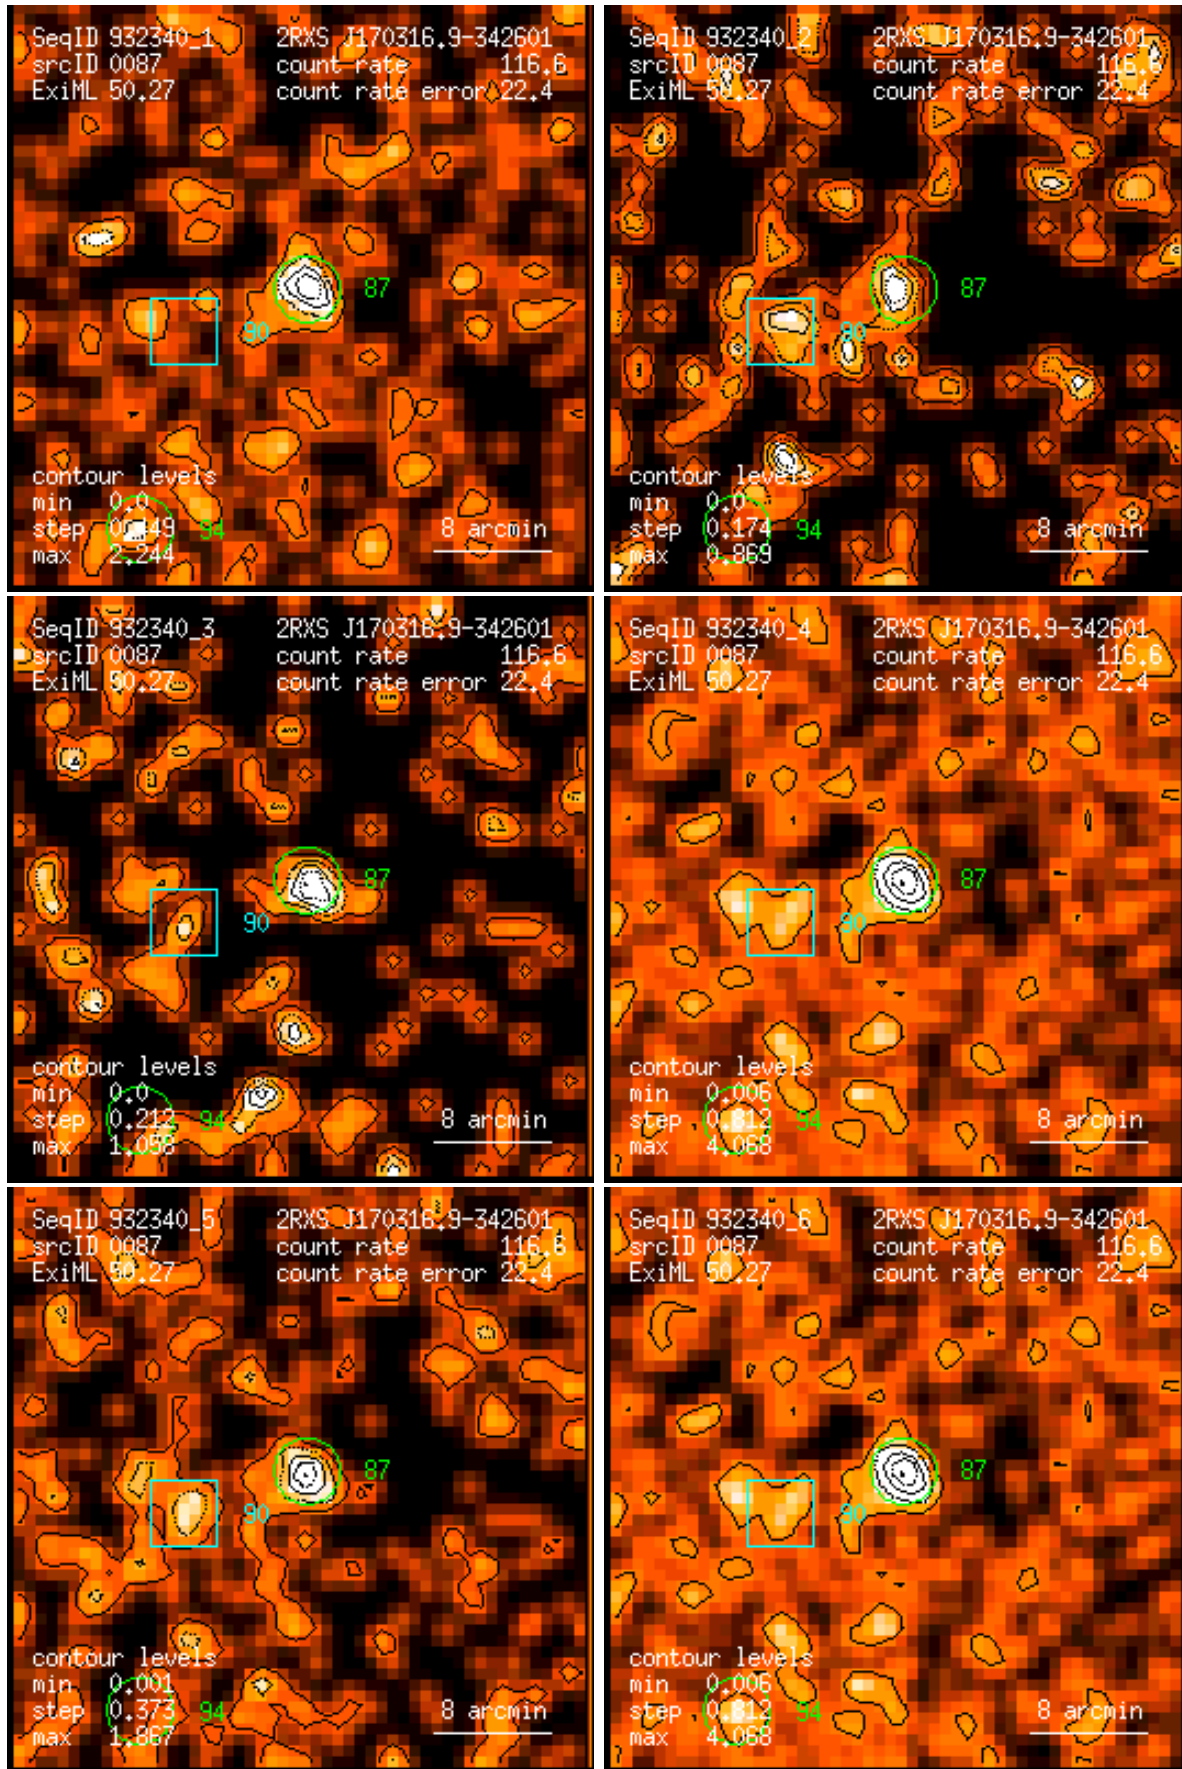 SeqID 932340_1 2RXS J170316.9-342601
srcID 0087 count rate 116.6
ExiML 50.27 count rate error 22.4
87
90
contour levels
min 0.0
step 0.449
94
8 arcmin
max 2.244
SeqID 932340_2 2RXS J170316.9-342601
srcID 0087 count rate 116.6
ExiML 50.27 count rate error 22.4
87
90
contour levels
min 0.0
step 0.174
94
8 arcmin
max 0.869
SeqID 932340_3 2RXS J170316.9-342601
srcID 0087 count rate 116.6
ExiML 50.27 count rate error 22.4
87
90
contour levels
min 0.0
step 0.212
94
8 arcmin
max 1.058
SeqID 932340_4 2RXS J170316.9-342601
srcID 0087 count rate 116.6
ExiML 50.27 count rate error 22.4
87
90
contour levels
min 0.006
step 0.812
94
8 arcmin
max 4.068
SeqID 932340_5 2RXS J170316.9-342601
srcID 0087 count rate 116.6
ExiML 50.27 count rate error 22.4
87
90
contour levels
min 0.001
step 0.373
94
8 arcmin
max 1.867
SeqID 932340_6 2RXS J170316.9-342601
srcID 0087 count rate 116.6
ExiML 50.27 count rate error 22.4
87
90
contour levels
min 0.006
step 0.812
94
8 arcmin
max 4.068